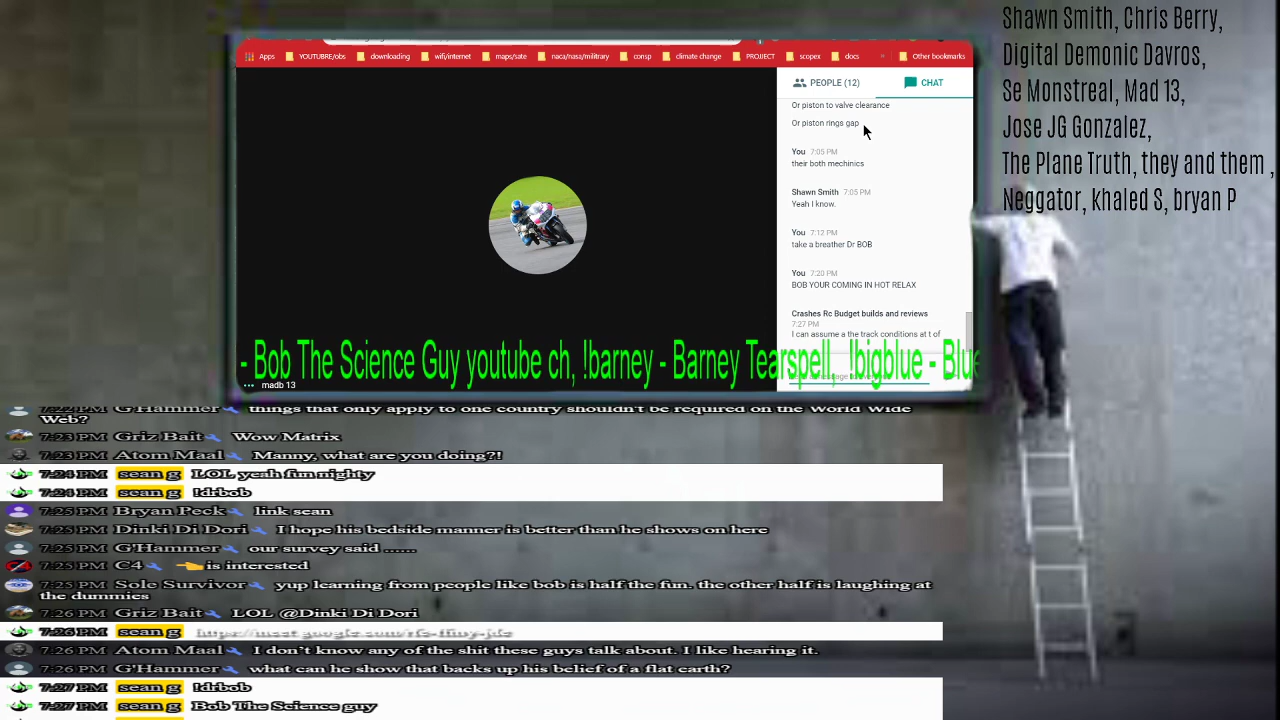 Shawn Smith, Chris Berry,
Digital Demonic Davros,
Se Monstreal, Mad 13,
Jose JG Gonzalez,
The Plane Truth, they and them ,
Neggator, khaled S, bryan P
Apps YOUTUBRE/obs downloading wifi/internet maps/sate naca/nasa/militrary consp climate change PROJJECT scopex docs » Other bookmarks
PEOPLE (12) CHAT
Or piston to valve clearance
Or piston rings gap
You 7:05 PM
their both mechinics
Shawn Smith 7:05 PM
Yeah I know.
You 7:12 PM
take a breather Dr BOB
You 7:20 PM
BOB YOUR COMING IN HOT RELAX
Crashes Rc Budget builds and reviews
7:27 PM
I can assume a the track conditions at t of
- Bob The Science Guy youtube ch, !barney - Barney Tearspell, !bigblue - Blue
madb 13
G'Hammer things that only apply to one country shouldn't be required on the World Wide
Web?
7:23 PM Griz Bait Wow Matrix
7:23 PM Atom Maal Manny, what are you doing?!
7:24 PM sean g LOL yeah fun nighty
7:24 PM sean g !drbob
7:25 PM Bryan Peck link sean
7:25 PM Dinki Di Dori I hope his bedside manner is better than he shows on here
7:25 PM G'Hammer our survey said ......
7:25 PM C4 is interested
7:25 PM Sole Survivor yup learning from people like bob is half the fun. the other half is laughing at
the dummies
7:26 PM Griz Bait LOL @Dinki Di Dori
7:26 PM sean g
7:26 PM Atom Maal I don't know any of the shit these guys talk about. I like hearing it.
7:26 PM G'Hammer what can he show that backs up his belief of a flat earth?
7:27 PM sean g !drbob
7:27 PM sean g Bob The Science guy